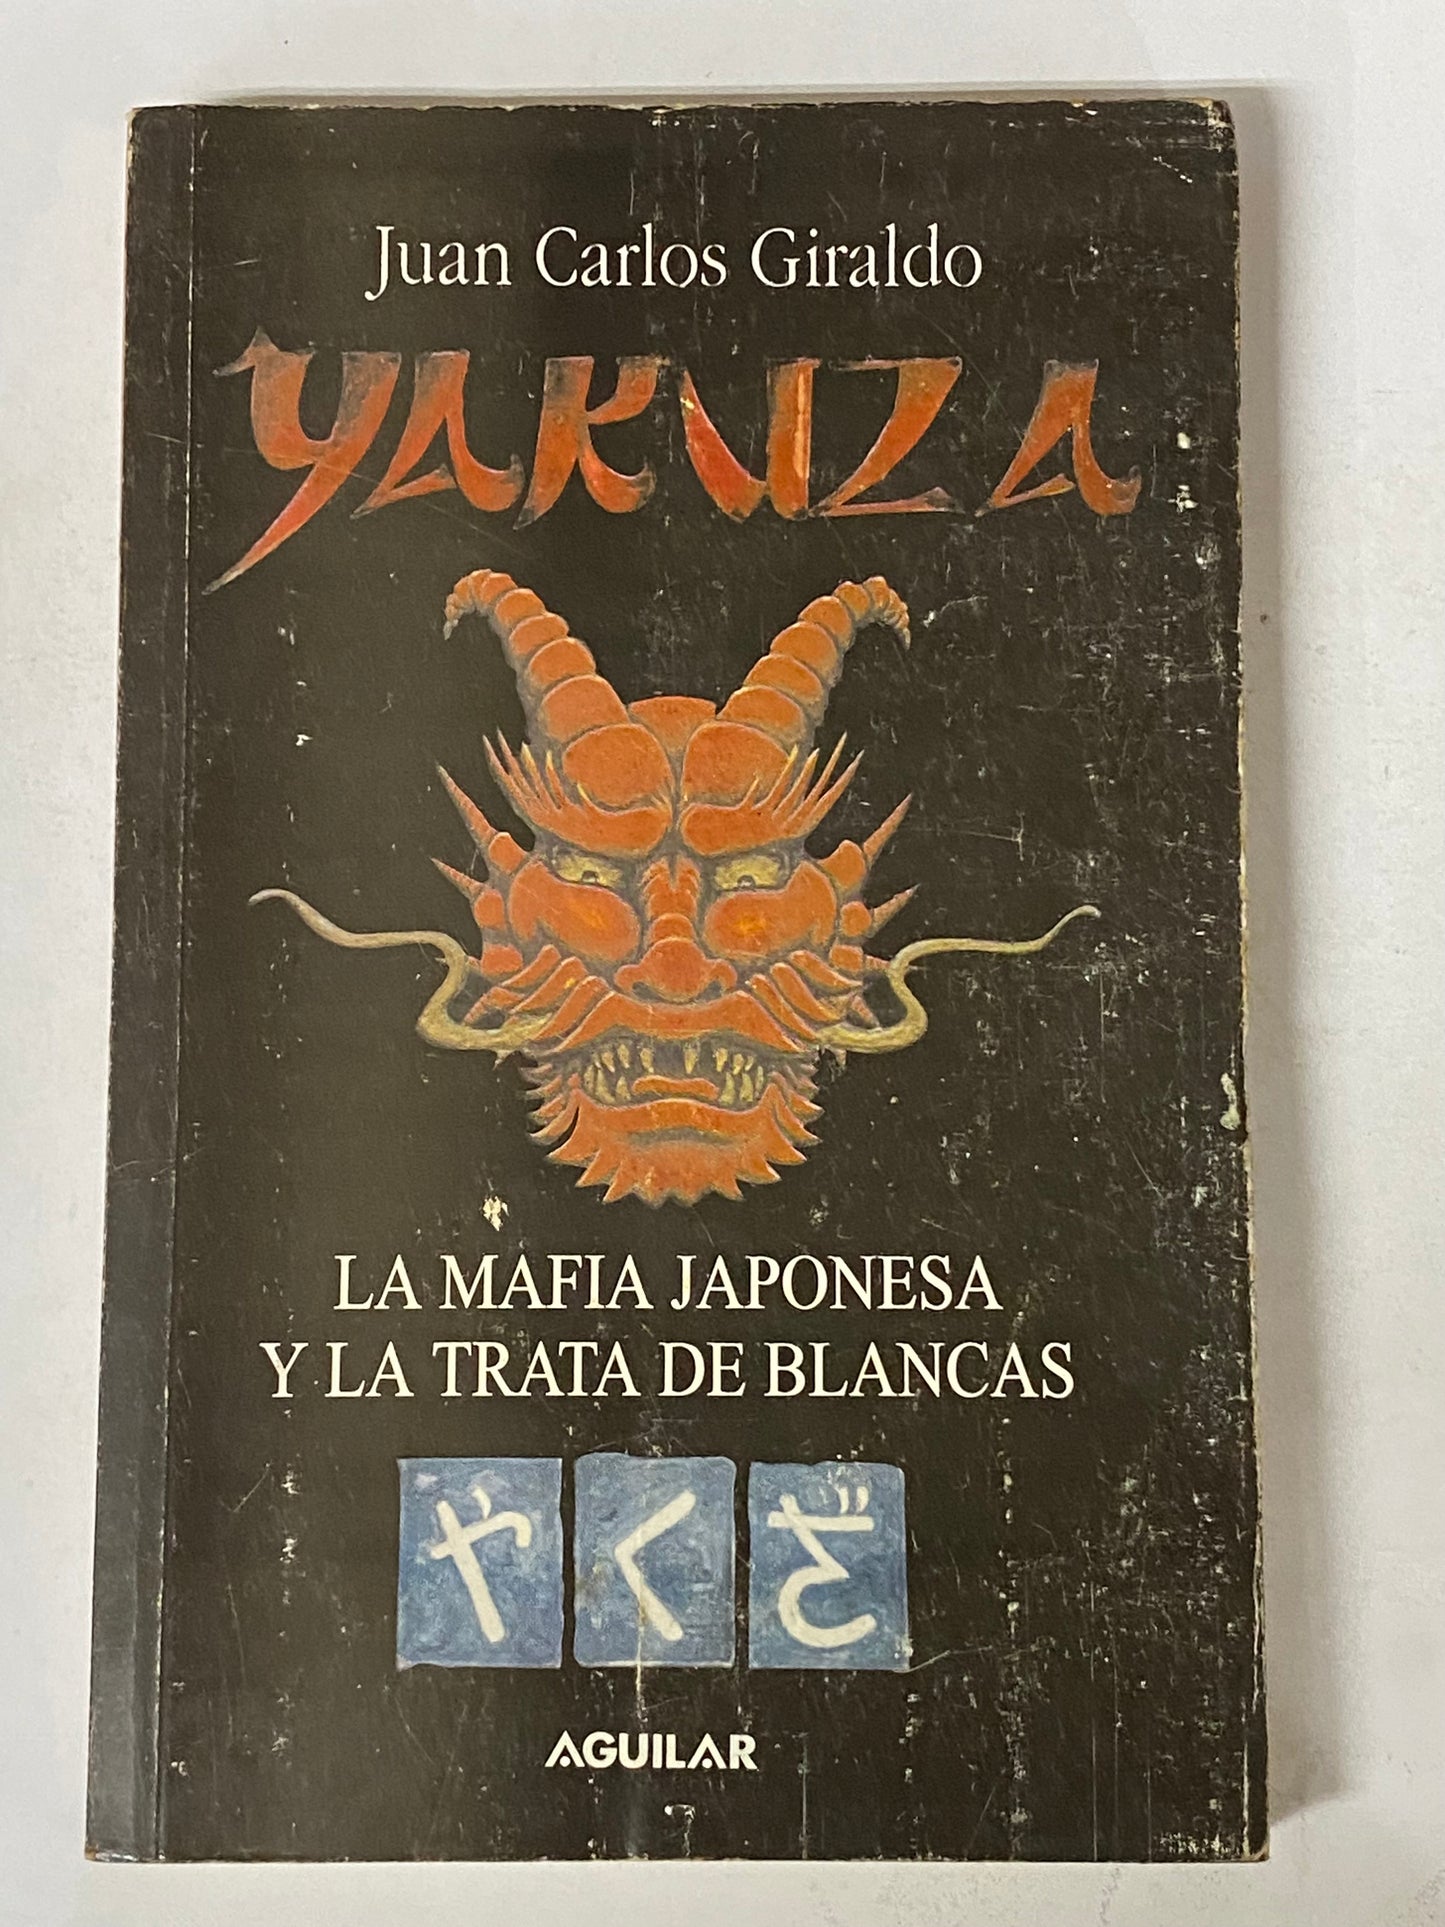 Juan Carlos Giraldo
YAKUZA
LA MAFIA JAPONESA
Y LA TRATA DE BLANCAS
やくざ
AGUILAR